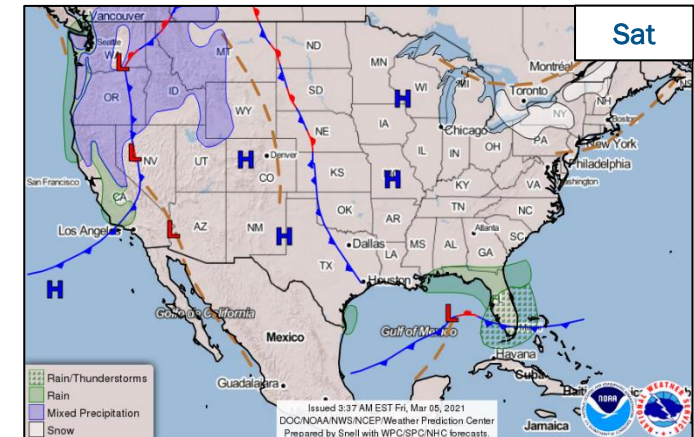 Sat
Vancouver
Seattle
WA
MT
ND
MN
Montréal
OR
ID
SD
WI
MI
Toronto
NH
WY
NY
Boston
IA
Chicago
NE
PA
New York
NV
UT
Denver
IL
IN
OH
Philadelphia
San Francisco
CO
KS
KY
VA
Washington
CA
Los Angeles
AZ
NM
OK
AR
TN
NC
Dallas
MS
AL
Atlanta
SC
LA
GA
TX
Houston
L
L
L
L
H
H
H
H
H
H
Golfo de California
Mexico
Gulf of Mexico
Miami
Havana
Cuba
Guadalajara
Jamaica
Rain/Thunderstorms
Rain
Mixed Precipitation
Snow
Issued 3:37 AM EST Fri, Mar 05, 2021
DOC/NOAA/NWS/NCEP/Weather Prediction Center
Prepared by Snell with WPC/SPC/NHC forecasts.
NOAA